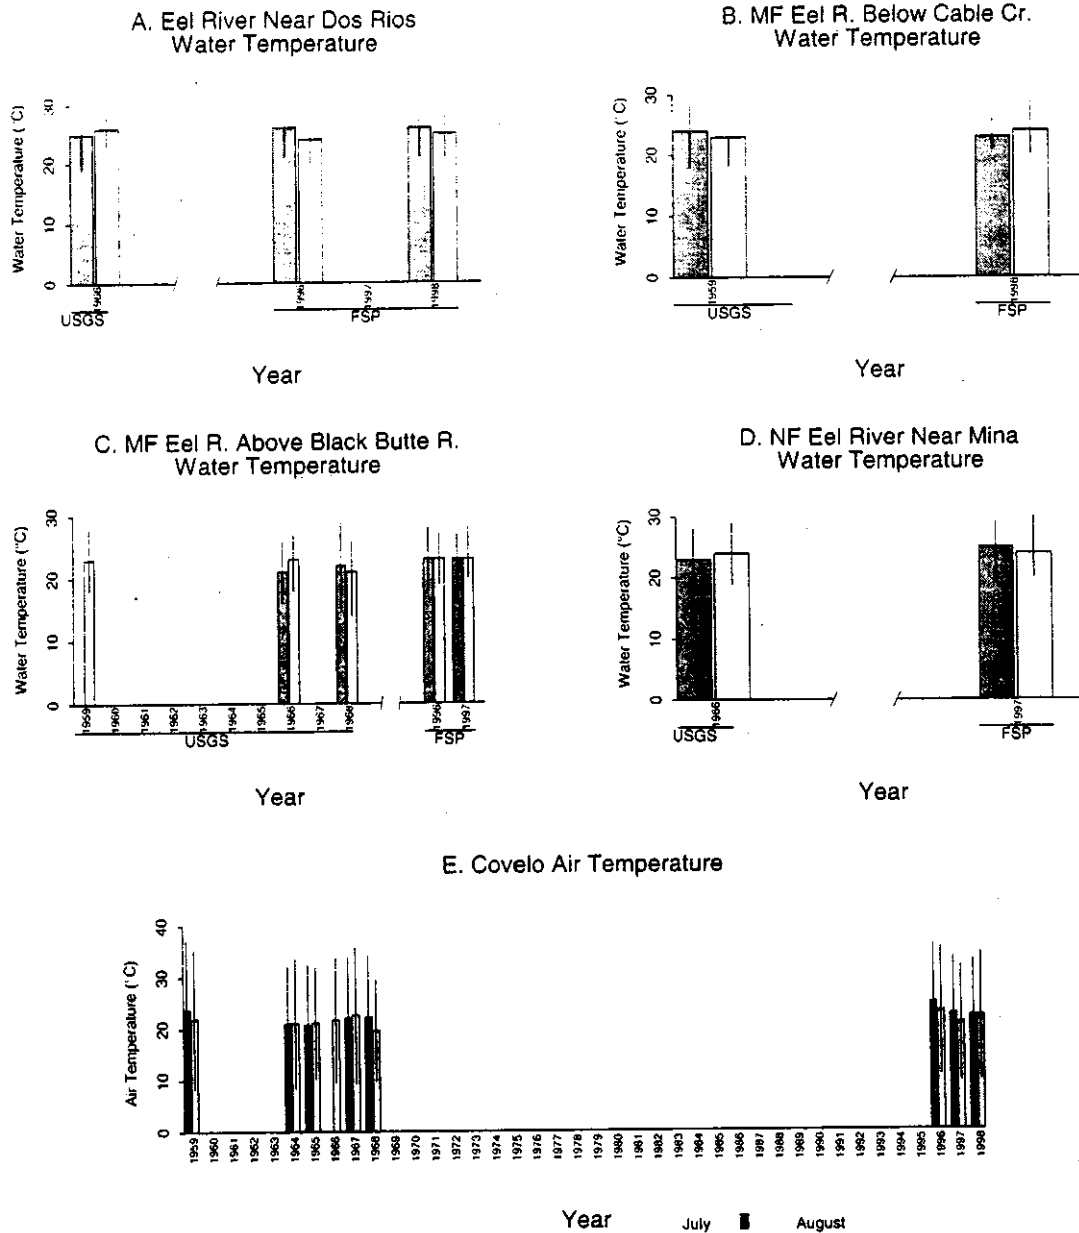 A. Eel River Near Dos Rios
Water Temperature
Water Temperature (°C)
0 10 20 30
1966
USGS
1996 1997 1998
FSP
Year
B. MF Eel R. Below Cable Cr.
Water Temperature
Water Temperature (°C)
0 10 20 30
1959
USGS
1998
FSP
Year
C. MF Eel R. Above Black Butte R.
Water Temperature
Water Temperature (°C)
0 10 20 30
1959 1960 1961 1962 1963 1964 1965 1966 1967 1968
USGS
1996 1997
FSP
Year
D. NF Eel River Near Mina
Water Temperature
Water Temperature (°C)
0 10 20 30
1966
USGS
1997
FSP
Year
E. Covelo Air Temperature
Air Temperature (°C)
0 10 20 30 40
1959 1960 1961 1962 1963 1964 1965 1966 1967 1968 1969 1970 1971 1972 1973 1974 1975 1976 1977 1978 1979 1980 1981 1982 1983 1984 1985 1986 1987 1988 1989 1990 1991 1992 1993 1994 1995 1996 1997 1998
Year
July August